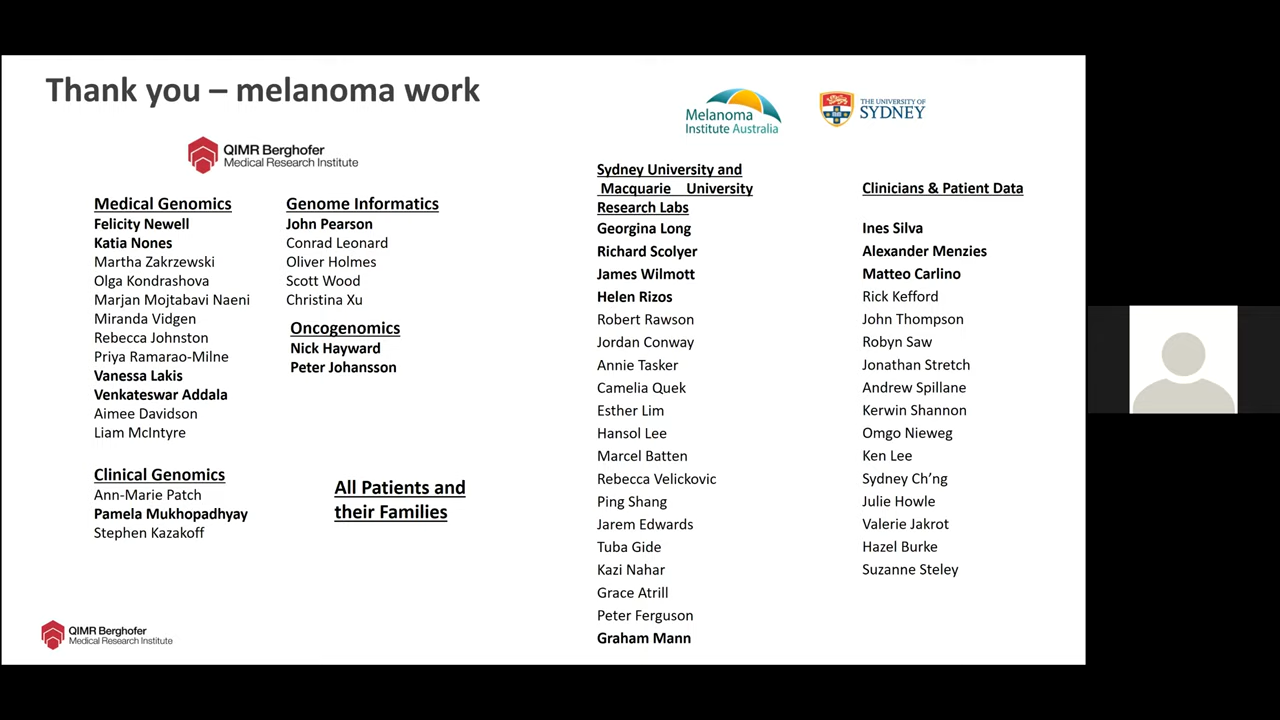 Thank you – melanoma work
Melanoma
Institute Australia
THE UNIVERSITY OF
SYDNEY
QIMR Berghofer
Medical Research Institute
Medical Genomics
Felicity Newell
Katia Nones
Martha Zakrzewski
Olga Kondrashova
Marjan Mojtabavi Naeni
Miranda Vidgen
Rebecca Johnston
Priya Ramarao-Milne
Vanessa Lakis
Venkateswar Addala
Aimee Davidson
Liam McIntyre
Clinical Genomics
Ann-Marie Patch
Pamela Mukhopadhyay
Stephen Kazakoff
Genome Informatics
John Pearson
Conrad Leonard
Oliver Holmes
Scott Wood
Christina Xu
Oncogenomics
Nick Hayward
Peter Johansson
All Patients and
their Families
Sydney University and
Macquarie University
Research Labs
Georgina Long
Richard Scolyer
James Wilmott
Helen Rizos
Robert Rawson
Jordan Conway
Annie Tasker
Camelia Quek
Esther Lim
Hansol Lee
Marcel Batten
Rebecca Velickovic
Ping Shang
Jarem Edwards
Tuba Gide
Kazi Nahar
Grace Atrill
Peter Ferguson
Graham Mann
Clinicians & Patient Data
Ines Silva
Alexander Menzies
Matteo Carlino
Rick Kefford
John Thompson
Robyn Saw
Jonathan Stretch
Andrew Spillane
Kerwin Shannon
Omgo Nieweg
Ken Lee
Sydney Ch'ng
Julie Howle
Valerie Jakrot
Hazel Burke
Suzanne Steley
QIMR Berghofer
Medical Research Institute